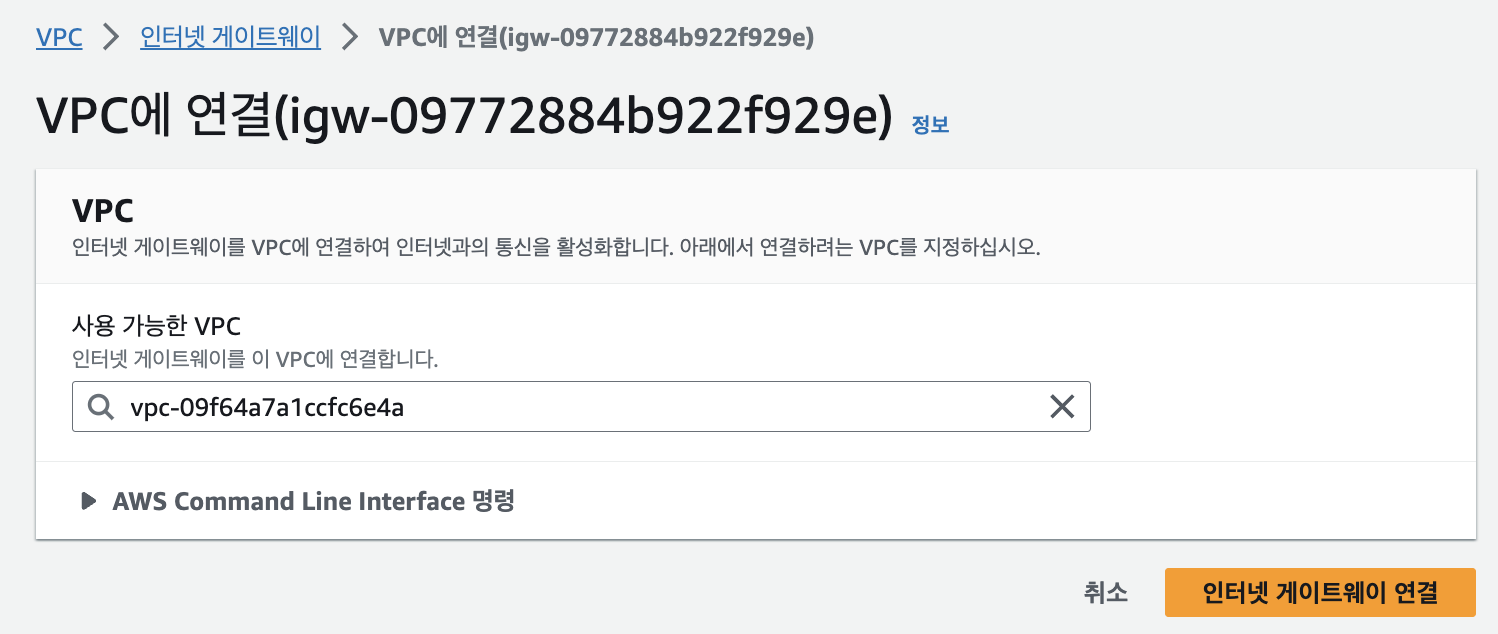 VPC > 인터넷 게이트웨이 > VPC에 연결(igw-09772884b922f929e)
VPC에 연결(igw-09772884b922f929e) 정보
VPC
인터넷 게이트웨이를 VPC에 연결하여 인터넷과의 통신을 활성화합니다. 아래에서 연결하려는 VPC를 지정하십시오.
사용 가능한 VPC
인터넷 게이트웨이를 이 VPC에 연결합니다.
vpc-09f64a7a1ccfc6e4a
AWS Command Line Interface 명령
취소 인터넷 게이트웨이 연결